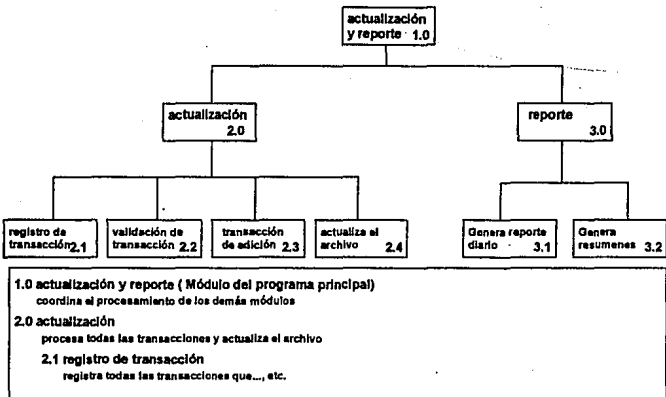 actualización
y reporte 1.0
actualización
2.0
reporte
3.0
registro de
transacción 2.1
validación de
transacción 2.2
transacción
de edición 2.3
actualiza el
archivo 2.4
Genera reporte
diario 3.1
Genera
resumenes 3.2
1.0 actualización y reporte ( Módulo del programa principal)
coordina el procesamiento de los demás módulos
2.0 actualización
procesa todas las transacciones y actualiza el archivo
2.1 registro de transacción
registra todas las transacciones que..., etc.